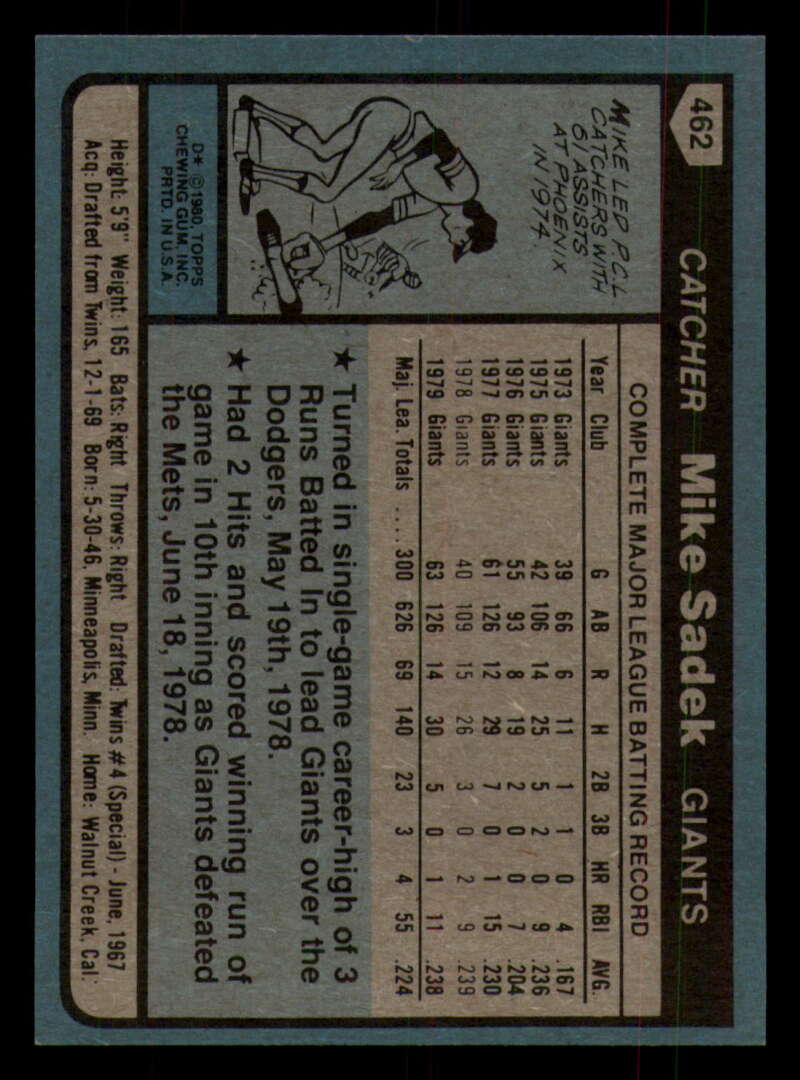 462
CATCHER Mike Sadek GIANTS
MIKE LED P.C.L.
CATCHERS WITH
61 ASSISTS
AT PHOENIX
IN 1974
COMPLETE MAJOR LEAGUE BATTING RECORD
Year Club G AB R H 2B 3B HR RBI AVG.
1973 Giants 39 66 6 11 1 1 0 4 .167
1975 Giants 42 106 14 25 5 2 0 9 .236
1976 Giants 55 93 8 19 2 0 0 7 .204
1977 Giants 61 126 12 29 7 0 1 15 .230
1978 Giants 40 109 15 26 3 0 2 9 .239
1979 Giants 63 126 14 30 5 0 1 11 .238
Maj. Lea. Totals .... 300 626 69 140 23 3 4 55 .224
★ Turned in single-game career-high of 3
Runs Batted In to lead Giants over the
Dodgers, May 19th, 1978.
★ Had 2 Hits and scored winning run of
game in 10th inning as Giants defeated
the Mets, June 18, 1978.
D* © 1980, TOPPS
CHEWING GUM, INC.
PRTD. IN U.S.A.
Height: 5'9" Weight: 165 Bats: Right Throws: Right Drafted: Twins #4 (Special) - June, 1967
Acq: Drafted from Twins, 12-1-69 Born: 5-30-46, Minneapolis, Minn. Home: Walnut Creek, Cal.